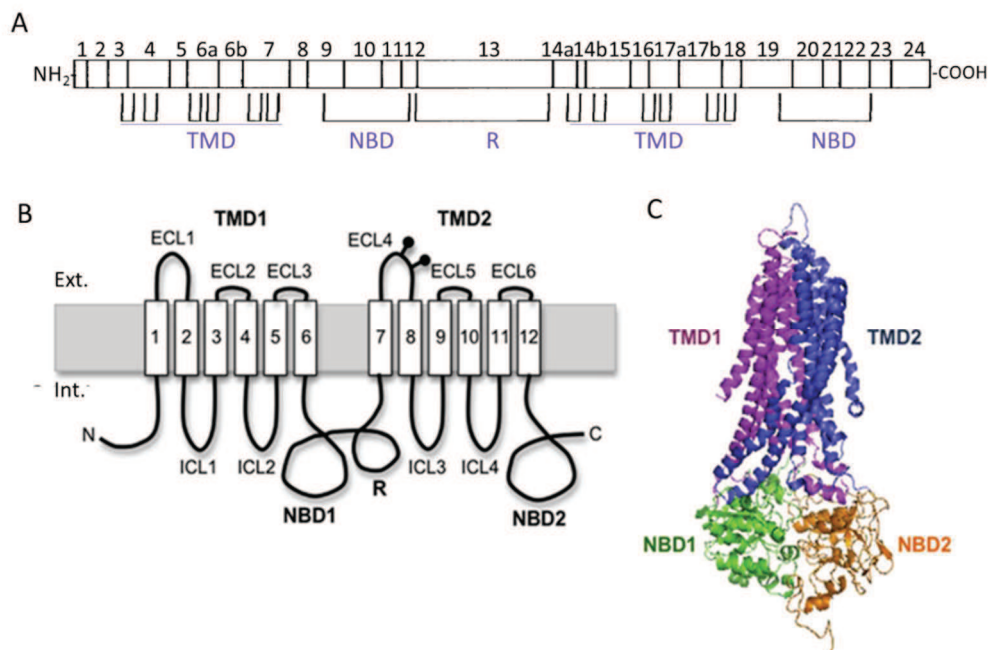 A
1 2 3 4 5 6a 6b 7 8 9 10 11 12 13 14a 14b 15 16 17a 17b 18 19 20 21 22 23 24
NH2- -COOH
TMD NBD R TMD NBD
B
TMD1 TMD2
ECL1 ECL4
ECL2 ECL3 ECL5 ECL6
Ext.
1 2 3 4 5 6 7 8 9 10 11 12
Int.
N C
ICL1 ICL2 ICL3 ICL4
R
NBD1 NBD2
C
TMD1 TMD2
NBD1 NBD2